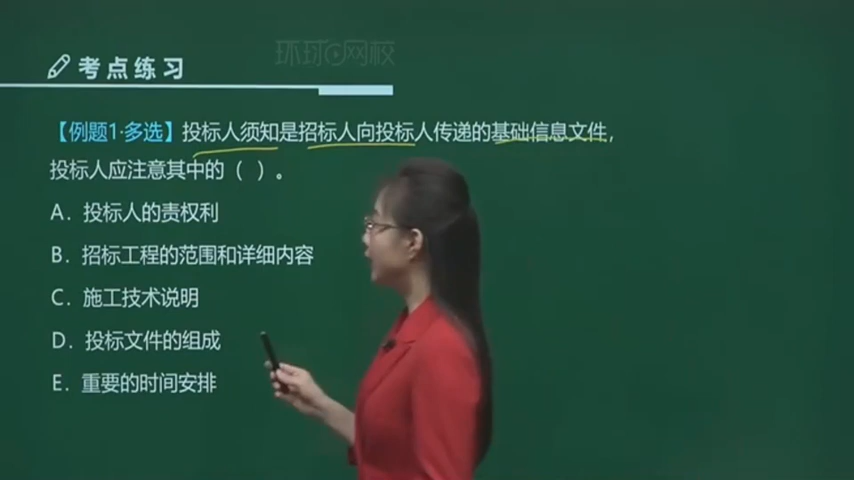 环球网校
考点练习
【例题1·多选】投标人须知是招标人向投标人传递的基础信息文件，
投标人应注意其中的（ ）。
A. 投标人的责权利
B. 招标工程的范围和详细内容
C. 施工技术说明
D. 投标文件的组成
E. 重要的时间安排